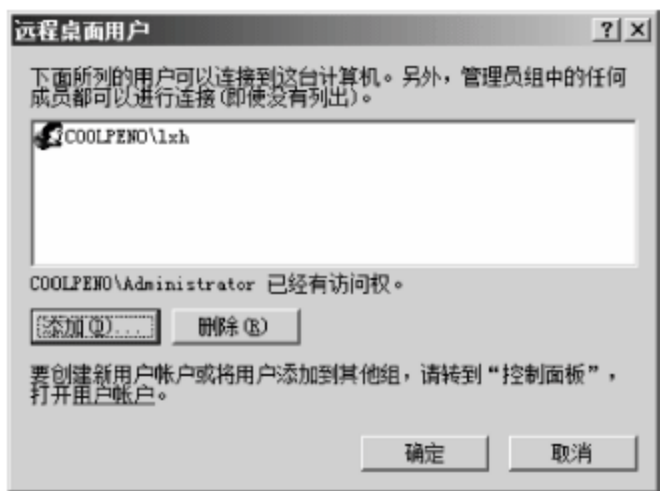 远程桌面用户
下面所列的用户可以连接到这台计算机。另外，管理员组中的任何
成员都可以进行连接(即使没有列出)。
COOLPENO\lxh
COOLPENO\Administrator 已经有访问权。
添加(D)... 删除(R)
要创建新用户帐户或将用户添加到其他组，请转到“控制面板”，
打开用户帐户。
确定 取消